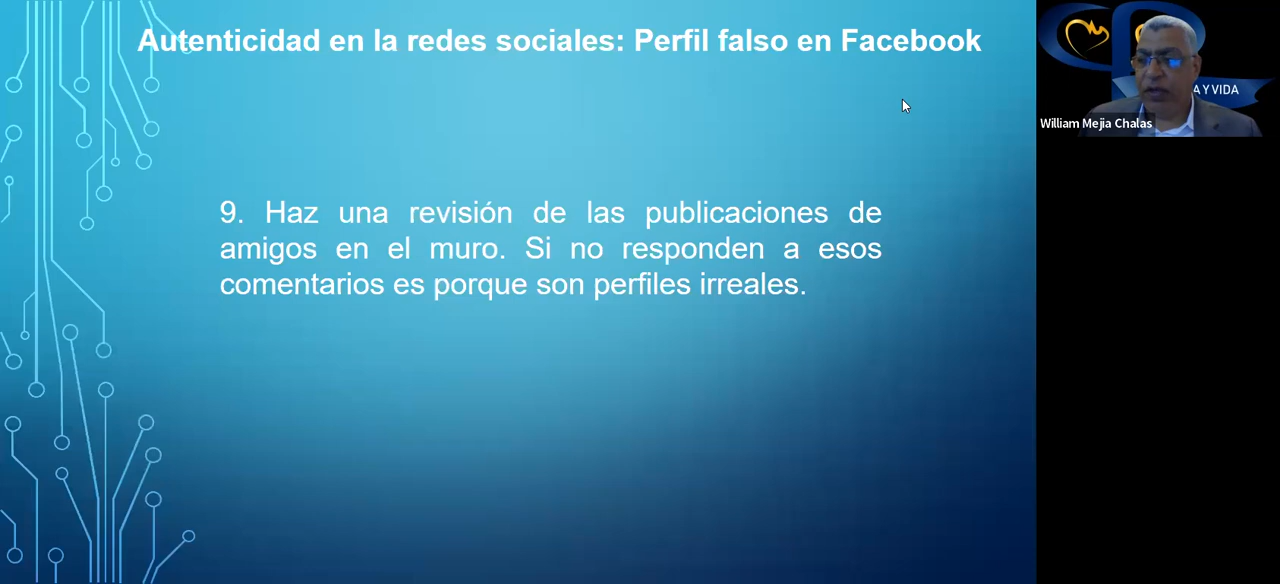 Autenticidad en la redes sociales: Perfil falso en Facebook
9. Haz una revisión de las publicaciones de
amigos en el muro. Si no responden a esos
comentarios es porque son perfiles irreales.
A Y VIDA
William Mejia Chalas